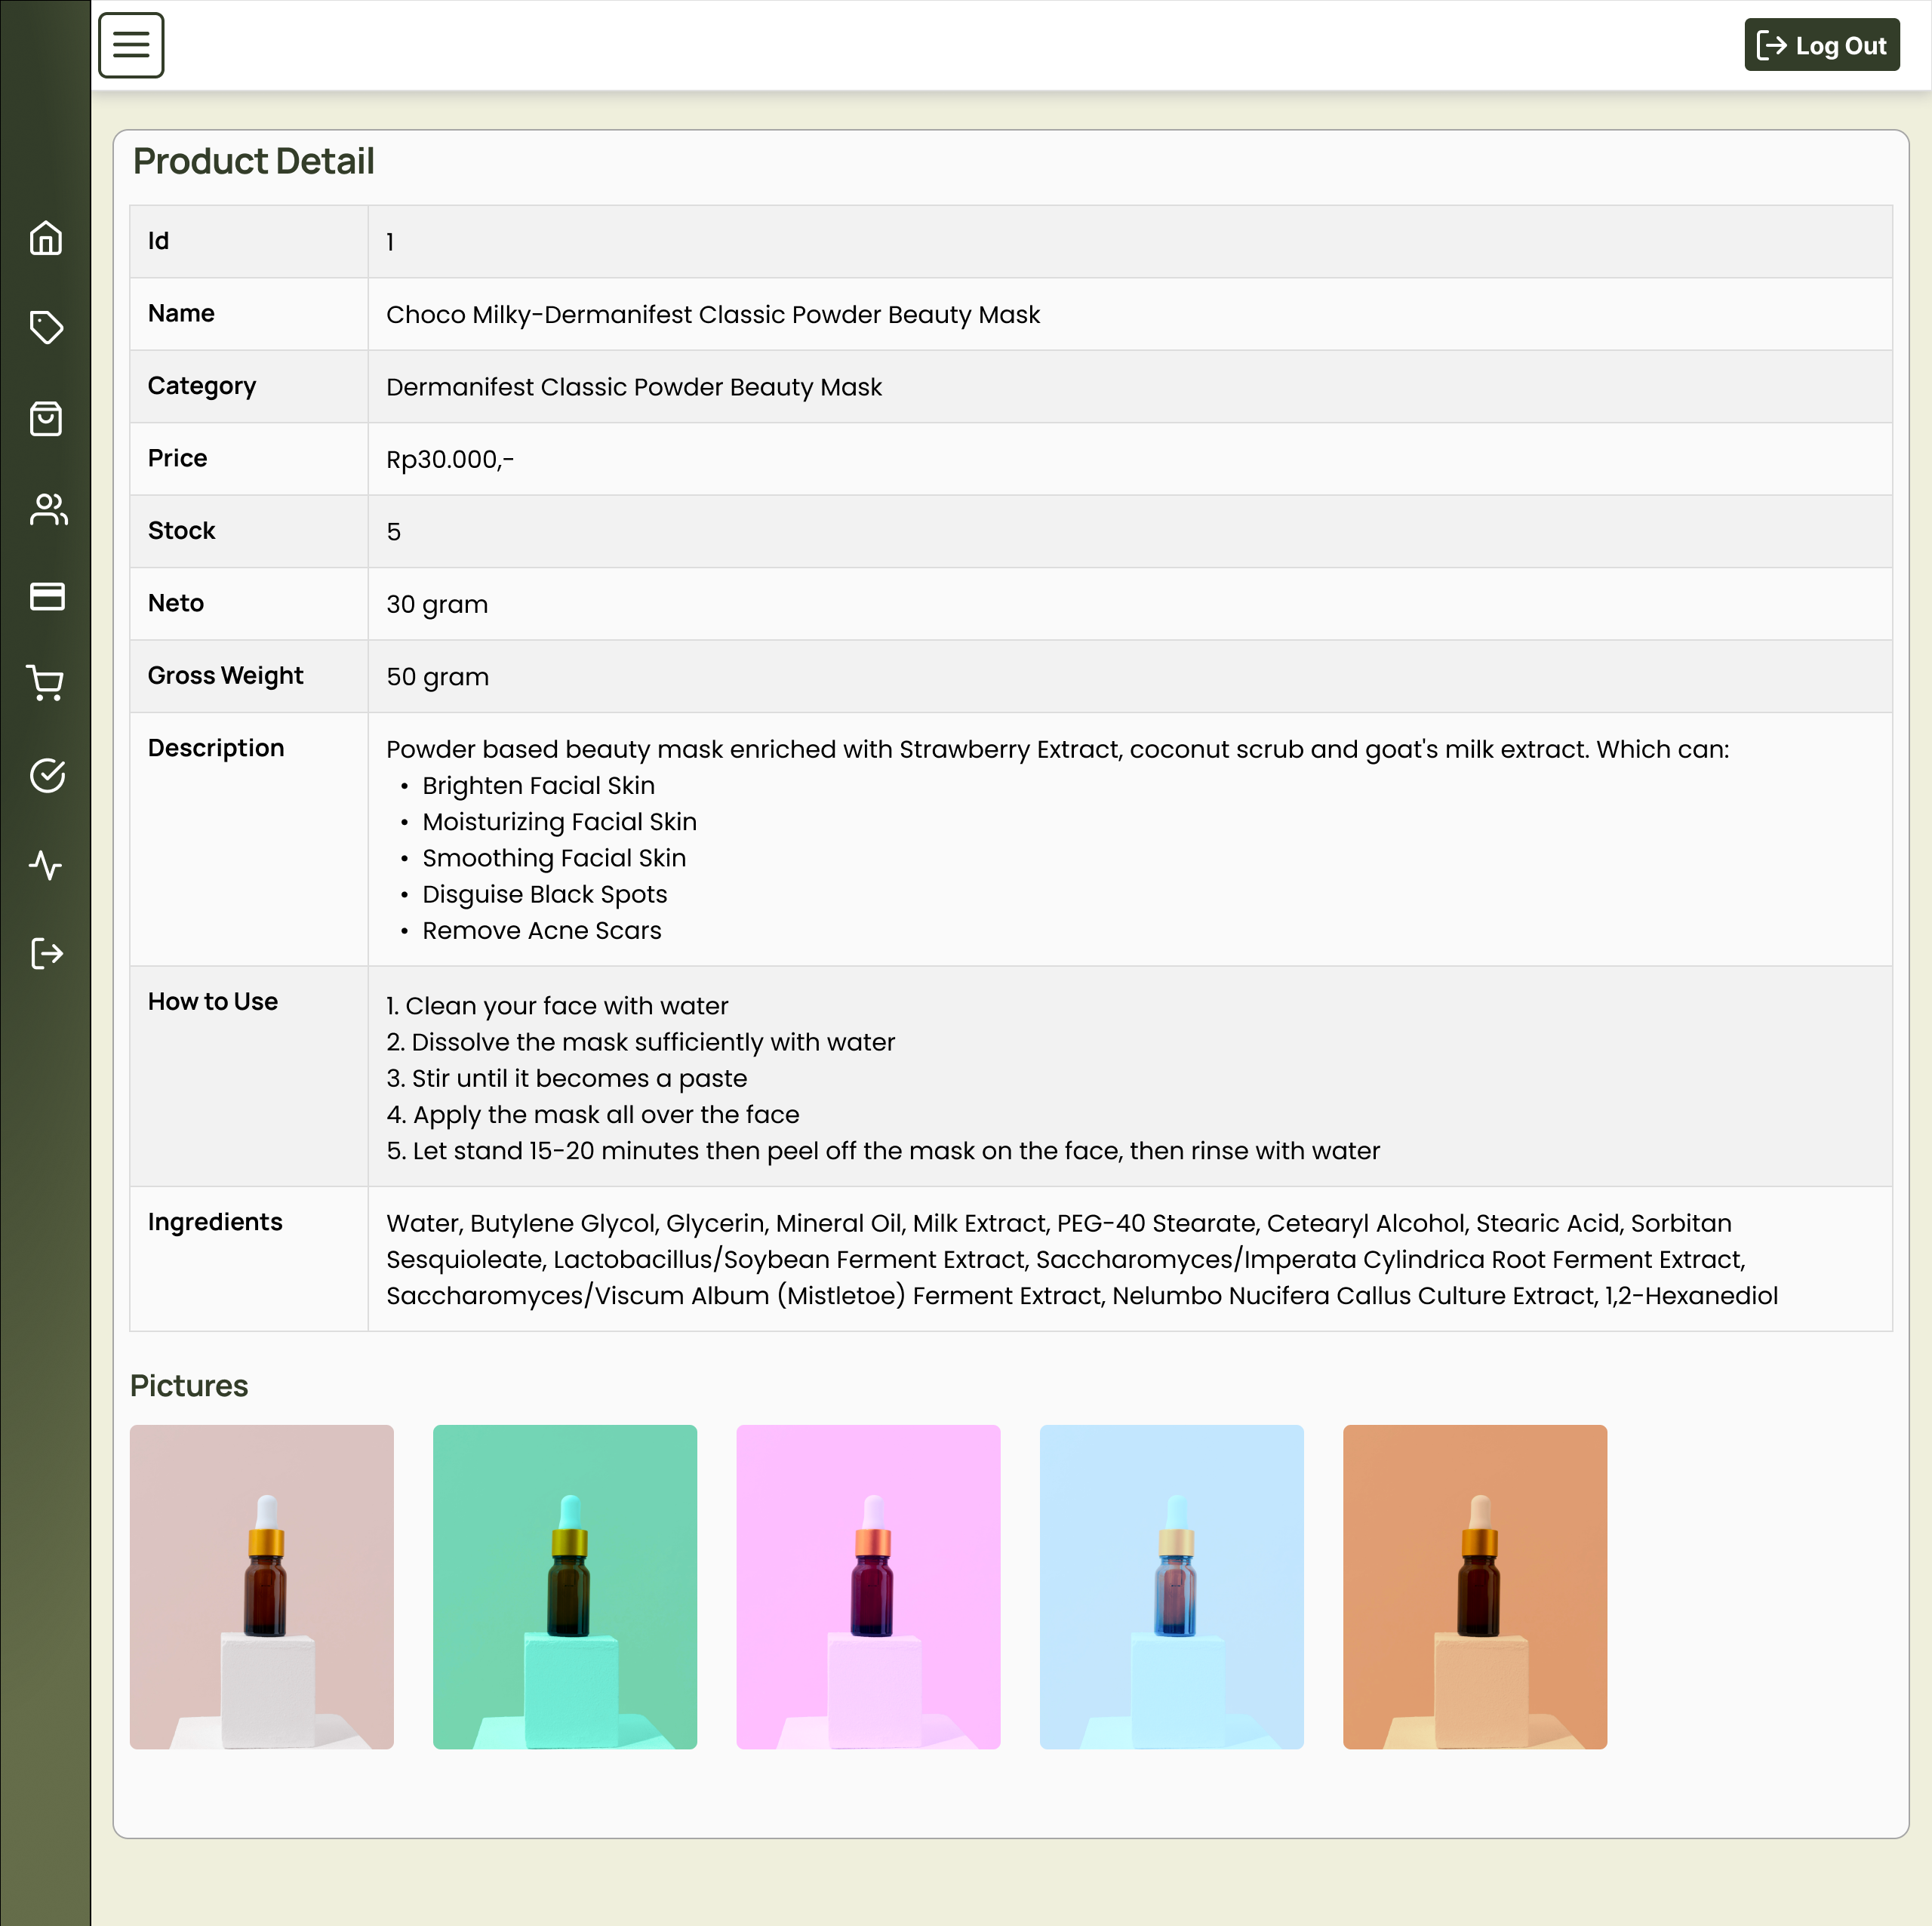 Log Out
Product Detail
Id
1
Name
Choco Milky-Dermanifest Classic Powder Beauty Mask
Category
Dermanifest Classic Powder Beauty Mask
Price
Rp30.000,-
Stock
5
Neto
30 gram
Gross Weight
50 gram
Description
Powder based beauty mask enriched with Strawberry Extract, coconut scrub and goat's milk extract. Which can:
• Brighten Facial Skin
• Moisturizing Facial Skin
• Smoothing Facial Skin
• Disguise Black Spots
• Remove Acne Scars
How to Use
1. Clean your face with water
2. Dissolve the mask sufficiently with water
3. Stir until it becomes a paste
4. Apply the mask all over the face
5. Let stand 15-20 minutes then peel off the mask on the face, then rinse with water
Ingredients
Water, Butylene Glycol, Glycerin, Mineral Oil, Milk Extract, PEG-40 Stearate, Cetearyl Alcohol, Stearic Acid, Sorbitan
Sesquioleate, Lactobacillus/Soybean Ferment Extract, Saccharomyces/Imperata Cylindrica Root Ferment Extract,
Saccharomyces/Viscum Album (Mistletoe) Ferment Extract, Nelumbo Nucifera Callus Culture Extract, 1,2-Hexanediol
Pictures